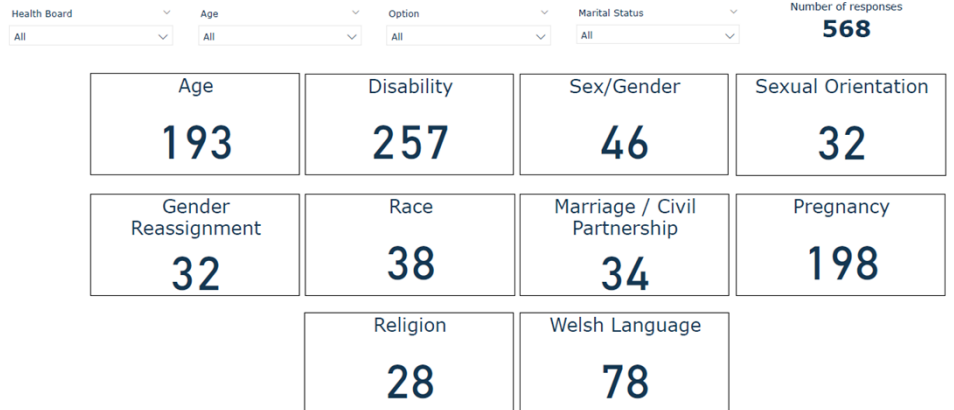 Health Board
Age
Option
Marital Status
Number of responses
All
All
All
All
568
Age
Disability
Sex/Gender
Sexual Orientation
193
257
46
32
Gender
Reassignment
Race
Marriage / Civil
Partnership
Pregnancy
32
38
34
198
Religion
Welsh Language
28
78